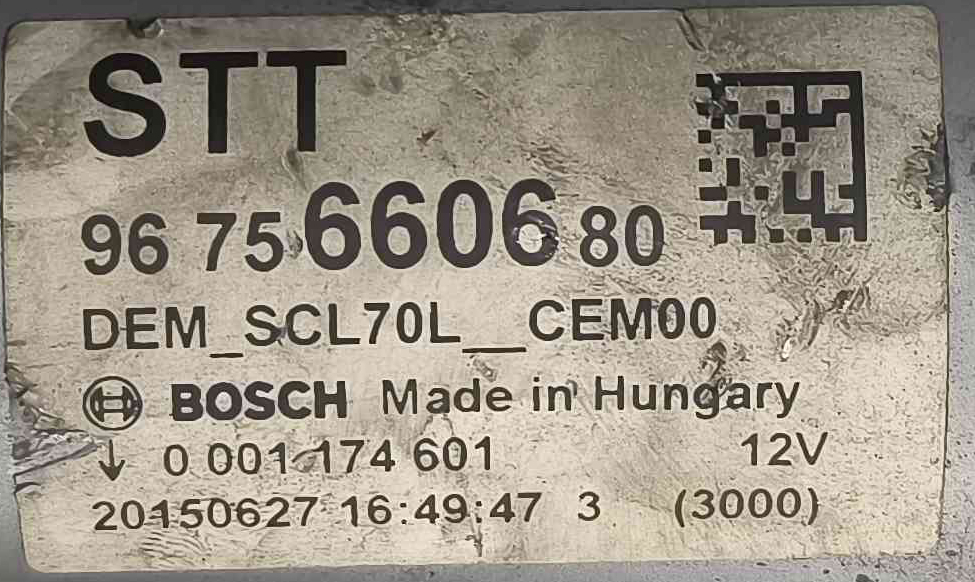 STT
96 75 6606 80
DEM_SCL70L__CEM00
BOSCH Made in Hungary
↓ 0 001 174 601 12V
20150627 16:49:47 3 (3000)